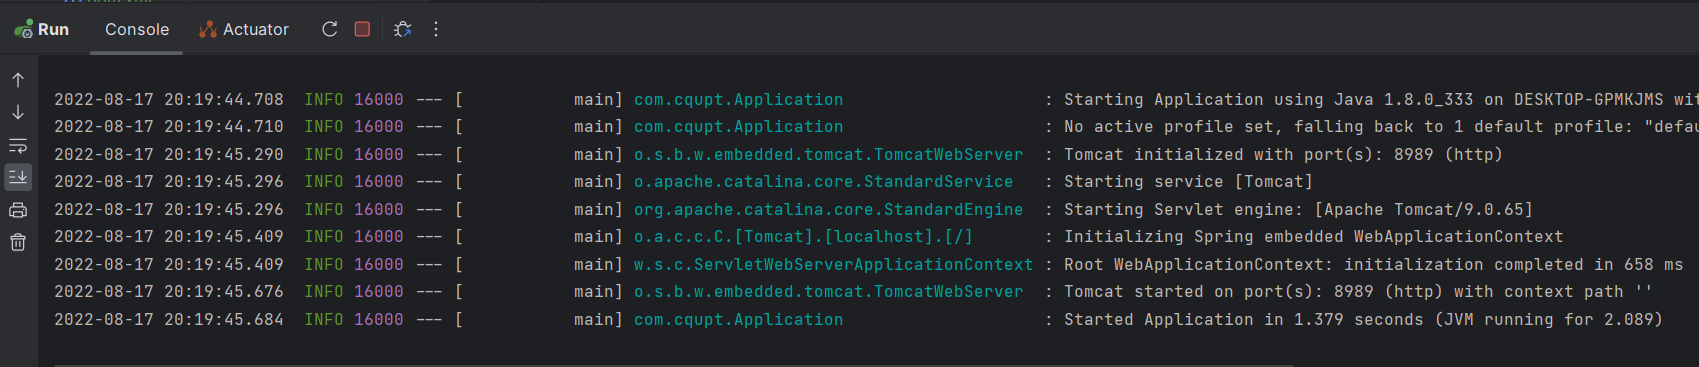 Run Console Actuator
2022-08-17 20:19:44.708  INFO 16000 --- [           main] com.cqupt.Application                    : Starting Application using Java 1.8.0_333 on DESKTOP-GPMKJMS
2022-08-17 20:19:44.710  INFO 16000 --- [           main] com.cqupt.Application                    : No active profile set, falling back to 1 default profile:
2022-08-17 20:19:45.290  INFO 16000 --- [           main] o.s.b.w.embedded.tomcat.TomcatWebServer  : Tomcat initialized with port(s): 8989 (http)
2022-08-17 20:19:45.296  INFO 16000 --- [           main] o.apache.catalina.core.StandardService   : Starting service [Tomcat]
2022-08-17 20:19:45.296  INFO 16000 --- [           main] org.apache.catalina.core.StandardEngine  : Starting Servlet engine: [Apache Tomcat/9.0.65]
2022-08-17 20:19:45.409  INFO 16000 --- [           main] o.a.c.c.C.[Tomcat].[localhost].[/]       : Initializing Spring embedded WebApplicationContext
2022-08-17 20:19:45.409  INFO 16000 --- [           main] w.s.c.ServletWebServerApplicationContext : Root WebApplicationContext: initialization completed in 658 ms
2022-08-17 20:19:45.676  INFO 16000 --- [           main] o.s.b.w.embedded.tomcat.TomcatWebServer  : Tomcat started on port(s): 8989 (http) with context path ''
2022-08-17 20:19:45.684  INFO 16000 --- [           main] com.cqupt.Application                    : Started Application in 1.379 seconds (JVM running for 2.089)